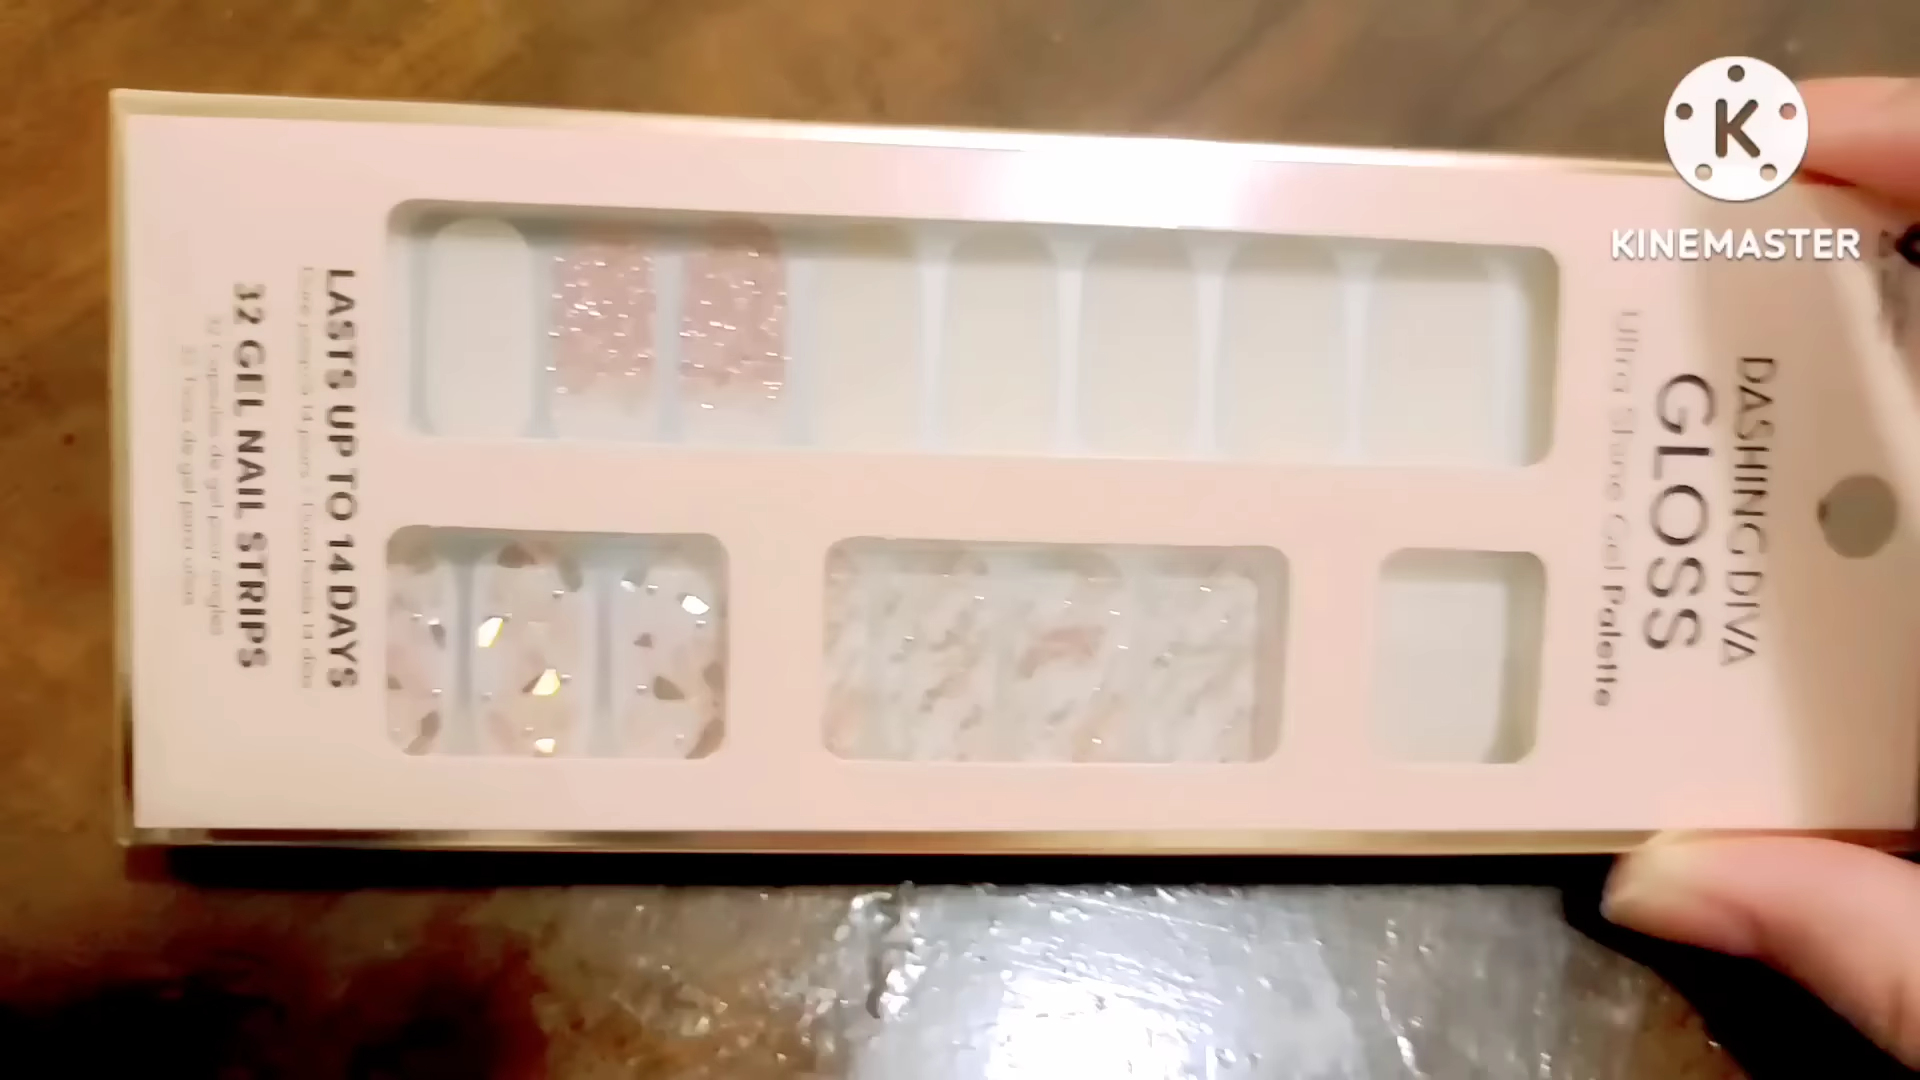 DASHING DIVA
GLOSS
Ultra Shine Gel Palette
LASTS UP TO 14 DAYS
32 GEL NAIL STRIPS
K
KINEMASTER